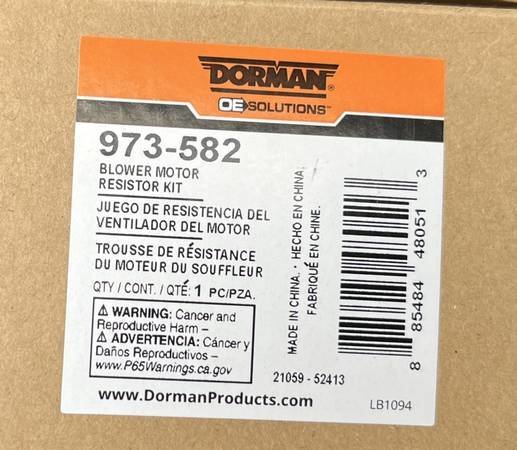 DORMAN®
OE SOLUTIONS™
973-582
BLOWER MOTOR
RESISTOR KIT
JUEGO DE RESISTENCIA DEL
VENTILADOR DEL MOTOR
TROUSSE DE RÉSISTANCE
DU MOTEUR DU SOUFFLEUR
QTY / CONT. / QTÉ: 1 PC/PZA.
⚠ WARNING: Cancer and
Reproductive Harm –
⚠ ADVERTENCIA: Cáncer y
Daños Reproductivos –
www.P65Warnings.ca.gov
MADE IN CHINA. • HECHO EN CHINA.
FABRIQUÉ EN CHINE.
8 85484 48051 3
21059 - 52413
www.DormanProducts.com
LB1094